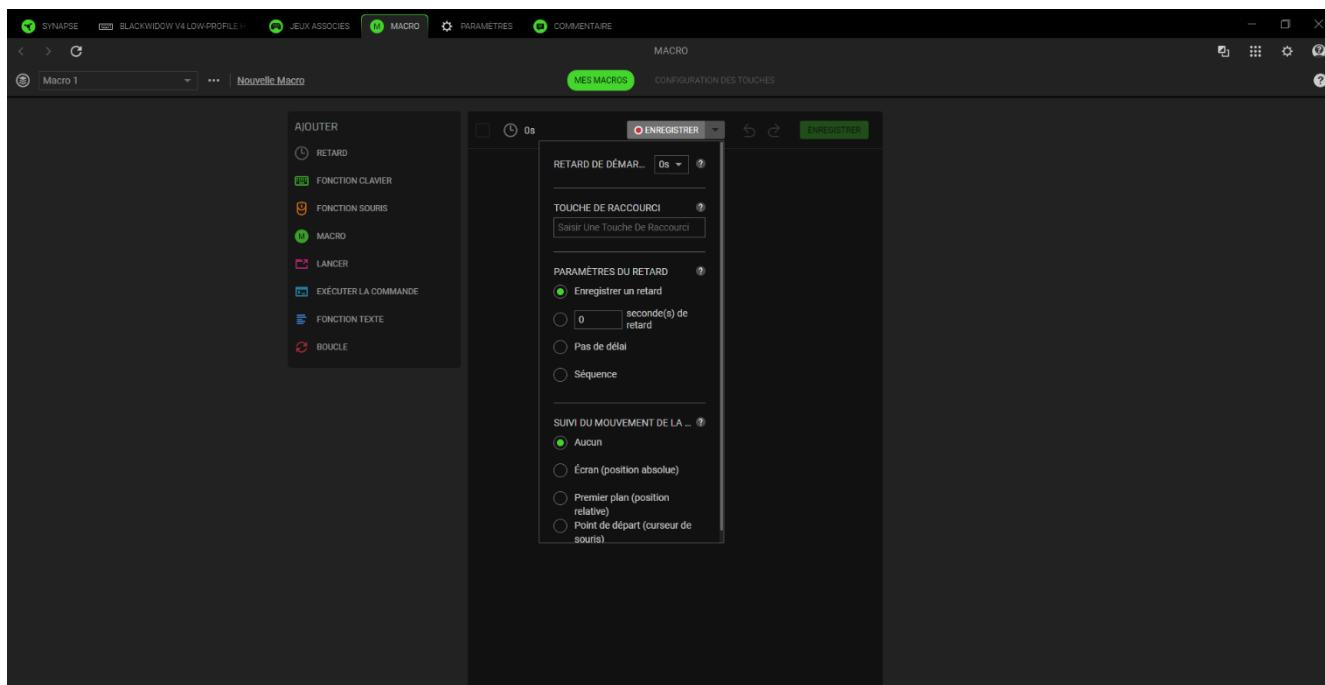 SYNAPSE
BLACKWIDOW V4 LOW-PROFILE
JEUX ASSOCIÉS
MACRO
PARAMÈTRES
COMMENTAIRE
MACRO
Macro 1
Nouvelle Macro
MES MACROS
CONFIGURATION DES TOUCHES
AJOUTER
RETARD
FONCTION CLAVIER
FONCTION SOURIS
MACRO
LANCER
EXÉCUTER LA COMMANDE
FONCTION TEXTE
BOUCLE
0s
ENREGISTRER
ENREGISTRER
RETARD DE DÉMAR...
0s
TOUCHE DE RACCOURCI
Saisir Une Touche De Raccourci
PARAMÈTRES DU RETARD
Enregistrer un retard
0
seconde(s) de
retard
Pas de délai
Séquence
SUIVI DU MOUVEMENT DE LA ...
Aucun
Écran (position absolue)
Premier plan (position
relative)
Point de départ (curseur de
souris)